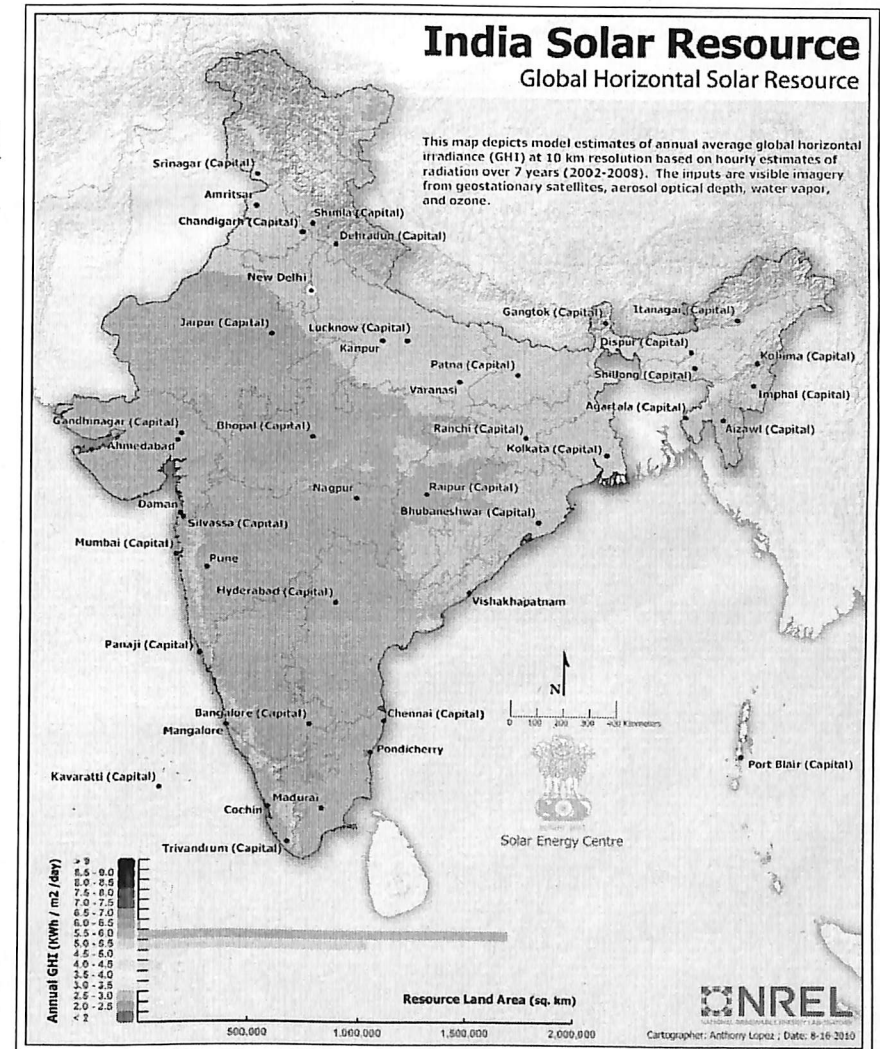 India Solar Resource
Global Horizontal Solar Resource
This map depicts model estimates of annual average global horizontal
irradiance (GHI) at 10 km resolution based on hourly estimates of
radiation over 7 years (2002-2008). The inputs are visible imagery
from geostationary satellites, aerosol optical depth, water vapor,
and ozone.
Srinagar (Capital)
Amritsar
Shimla (Capital)
Chandigarh (Capital)
Dehradun (Capital)
New Delhi
Jaipur (Capital)
Lucknow (Capital)
Kanpur
Gangtok (Capital)
Itanagar (Capital)
Dispur (Capital)
Kohima (Capital)
Patna (Capital)
Shillong (Capital)
Varanasi
Imphal (Capital)
Agartala (Capital)
Gandhinagar (Capital)
Bhopal (Capital)
Ranchi (Capital)
Aizawl (Capital)
Ahmedabad
Kolkata (Capital)
Nagpur
Raipur (Capital)
Daman
Bhubaneshwar (Capital)
Silvassa (Capital)
Mumbai (Capital)
Pune
Hyderabad (Capital)
Vishakhapatnam
Panaji (Capital)
N
Bangalore (Capital)
Chennai (Capital)
0 100 200 300 400 Kilometers
Mangalore
Pondicherry
Port Blair (Capital)
Kavaratti (Capital)
Madurai
Cochin
Solar Energy Centre
Trivandrum (Capital)
Annual GHI (KWh / m2 /day)
> 9
8.5 - 9.0
8.0 - 8.5
7.5 - 8.0
7.0 - 7.5
6.5 - 7.0
6.0 - 6.5
5.5 - 6.0
5.0 - 5.5
4.5 - 5.0
4.0 - 4.5
3.5 - 4.0
3.0 - 3.5
2.5 - 3.0
2.0 - 2.5
< 2
Resource Land Area (sq. km)
500,000 1,000,000 1,500,000 2,000,000
NREL
NATIONAL RENEWABLE ENERGY LABORATORY
Cartographer: Anthony Lopez ; Date: 8-16-2010